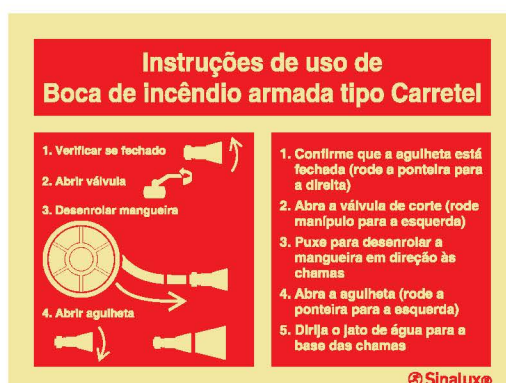 Instruções de uso de
Boca de incêndio armada tipo Carretel
1. Verificar se fechado
2. Abrir válvula
3. Desenrolar mangueira
4. Abrir agulheta
1. Confirme que a agulheta está
fechada (rode a ponteira para
a direita)
2. Abra a válvula de corte (rode
manípulo para a esquerda)
3. Puxe para desenrolar a
mangueira em direção às
chamas
4. Abra a agulheta (rode a
ponteira para a esquerda)
5. Dirija o jato de água para a
base das chamas
Sinalux®